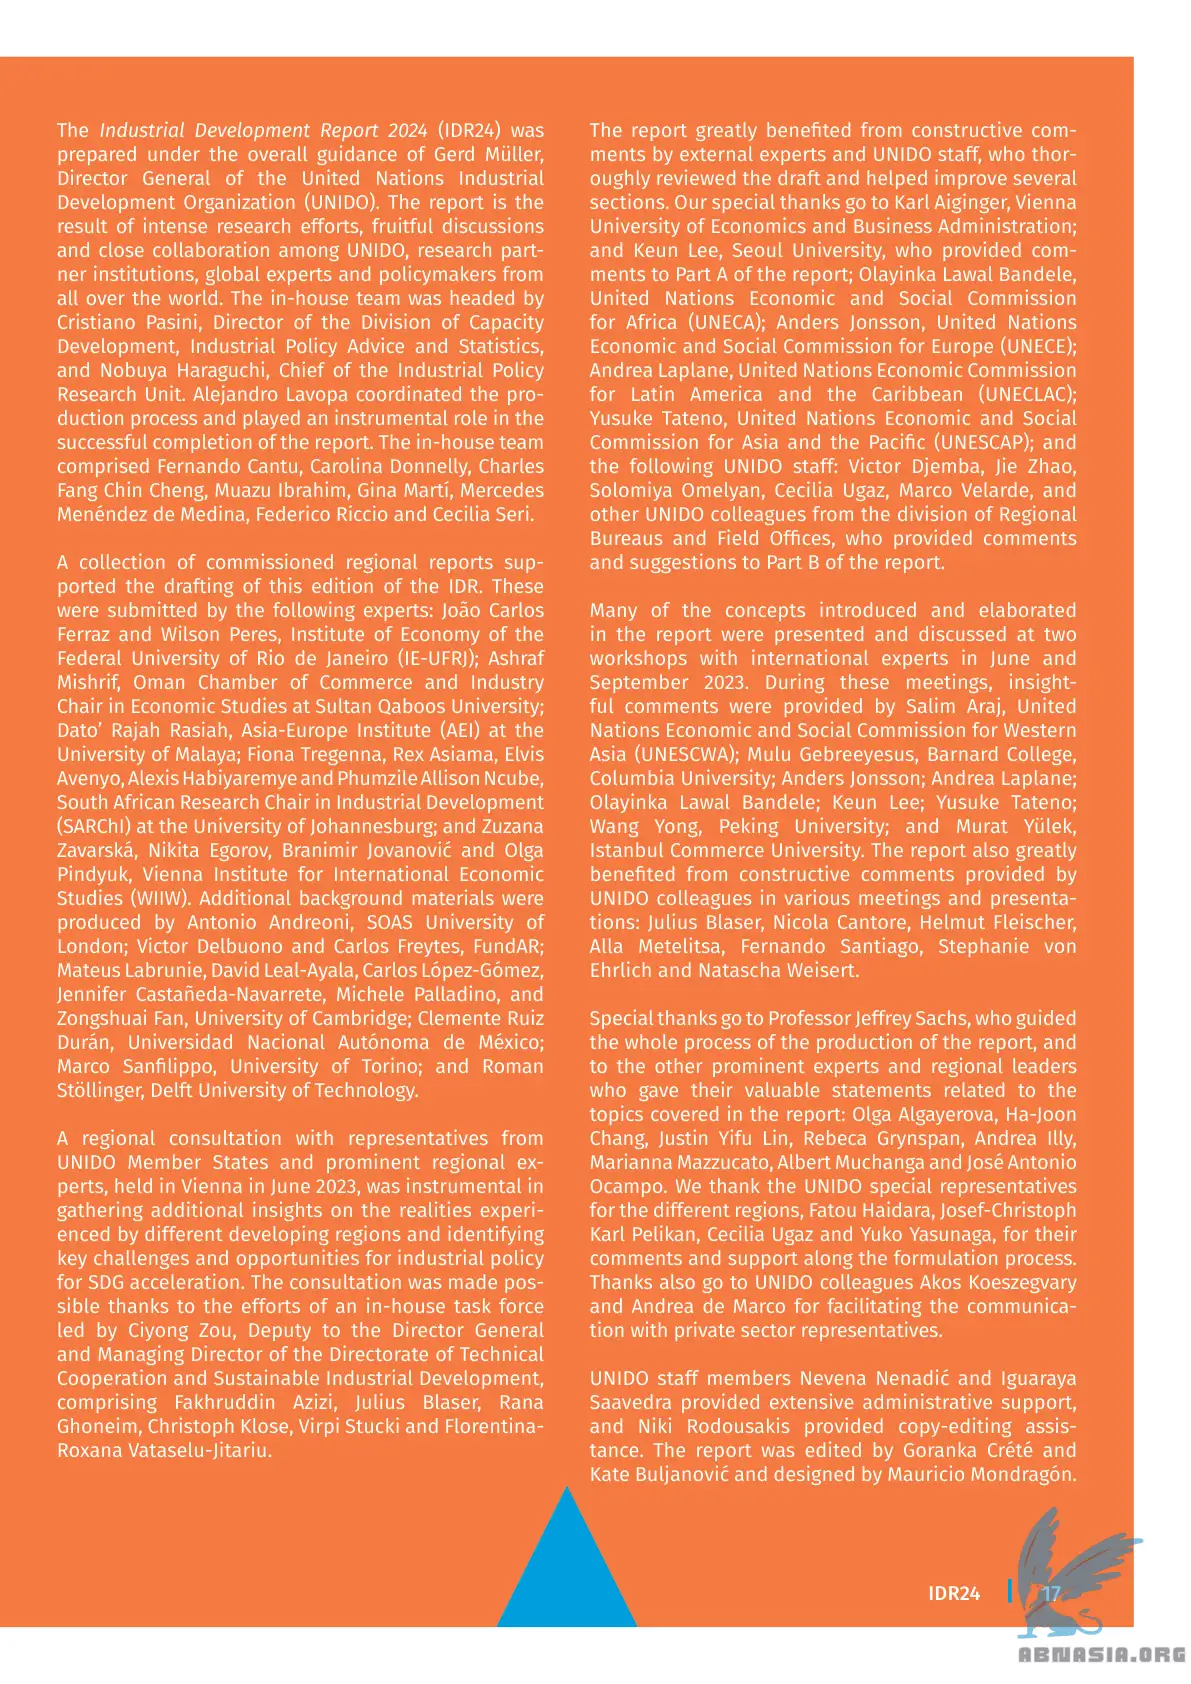 The Industrial Development Report 2024 (IDR24) was
prepared under the overall guidance of Gerd Müller,
Director General of the United Nations Industrial
Development Organization (UNIDO). The report is the
result of intense research efforts, fruitful discussions
and close collaboration among UNIDO, research part-
ner institutions, global experts and policymakers from
all over the world. The in-house team was headed by
Cristiano Pasini, Director of the Division of Capacity
Development, Industrial Policy Advice and Statistics,
and Nobuya Haraguchi, Chief of the Industrial Policy
Research Unit. Alejandro Lavopa coordinated the pro-
duction process and played an instrumental role in the
successful completion of the report. The in-house team
comprised Fernando Cantu, Carolina Donnelly, Charles
Fang Chin Cheng, Muazu Ibrahim, Gina Martí, Mercedes
Menéndez de Medina, Federico Riccio and Cecilia Seri.
A collection of commissioned regional reports sup-
ported the drafting of this edition of the IDR. These
were submitted by the following experts: João Carlos
Ferraz and Wilson Peres, Institute of Economy of the
Federal University of Rio de Janeiro (IE-UFRJ); Ashraf
Mishrif, Oman Chamber of Commerce and Industry
Chair in Economic Studies at Sultan Qaboos University;
Dato’ Rajah Rasiah, Asia-Europe Institute (AEI) at the
University of Malaya; Fiona Tregenna, Rex Asiama, Elvis
Avenyo, Alexis Habiyaremye and Phumzile Allison Ncube,
South African Research Chair in Industrial Development
(SARChI) at the University of Johannesburg; and Zuzana
Zavarská, Nikita Egorov, Branimir Jovanović and Olga
Pindyuk, Vienna Institute for International Economic
Studies (WIIW). Additional background materials were
produced by Antonio Andreoni, SOAS University of
London; Victor Delbuono and Carlos Freytes, FundAR;
Mateus Labrunie, David Leal-Ayala, Carlos López-Gómez,
Jennifer Castañeda-Navarrete, Michele Palladino, and
Zongshuai Fan, University of Cambridge; Clemente Ruiz
Durán, Universidad Nacional Autónoma de México;
Marco Sanfilippo, University of Torino; and Roman
Stöllinger, Delft University of Technology.
A regional consultation with representatives from
UNIDO Member States and prominent regional ex-
perts, held in Vienna in June 2023, was instrumental in
gathering additional insights on the realities experi-
enced by different developing regions and identifying
key challenges and opportunities for industrial policy
for SDG acceleration. The consultation was made pos-
sible thanks to the efforts of an in-house task force
led by Ciyong Zou, Deputy to the Director General
and Managing Director of the Directorate of Technical
Cooperation and Sustainable Industrial Development,
comprising Fakhruddin Azizi, Julius Blaser, Rana
Ghoneim, Christoph Klose, Virpi Stucki and Florentina-
Roxana Vataselu-Jitariu.
The report greatly benefited from constructive com-
ments by external experts and UNIDO staff, who thor-
oughly reviewed the draft and helped improve several
sections. Our special thanks go to Karl Aiginger, Vienna
University of Economics and Business Administration;
and Keun Lee, Seoul University, who provided com-
ments to Part A of the report; Olayinka Lawal Bandele,
United Nations Economic and Social Commission
for Africa (UNECA); Anders Jonsson, United Nations
Economic and Social Commission for Europe (UNECE);
Andrea Laplane, United Nations Economic Commission
for Latin America and the Caribbean (UNECLAC);
Yusuke Tateno, United Nations Economic and Social
Commission for Asia and the Pacific (UNESCAP); and
the following UNIDO staff: Victor Djemba, Jie Zhao,
Solomiya Omelyan, Cecilia Ugaz, Marco Velarde, and
other UNIDO colleagues from the division of Regional
Bureaus and Field Offices, who provided comments
and suggestions to Part B of the report.
Many of the concepts introduced and elaborated
in the report were presented and discussed at two
workshops with international experts in June and
September 2023. During these meetings, insight-
ful comments were provided by Salim Araj, United
Nations Economic and Social Commission for Western
Asia (UNESCWA); Mulu Gebreeyesus, Barnard College,
Columbia University; Anders Jonsson; Andrea Laplane;
Olayinka Lawal Bandele; Keun Lee; Yusuke Tateno;
Wang Yong, Peking University; and Murat Yülek,
Istanbul Commerce University. The report also greatly
benefited from constructive comments provided by
UNIDO colleagues in various meetings and presenta-
tions: Julius Blaser, Nicola Cantore, Helmut Fleischer,
Alla Metelitsa, Fernando Santiago, Stephanie von
Ehrlich and Natascha Weisert.
Special thanks go to Professor Jeffrey Sachs, who guided
the whole process of the production of the report, and
to the other prominent experts and regional leaders
who gave their valuable statements related to the
topics covered in the report: Olga Algayerova, Ha-Joon
Chang, Justin Yifu Lin, Rebeca Grynspan, Andrea Illy,
Marianna Mazzucato, Albert Muchanga and José Antonio
Ocampo. We thank the UNIDO special representatives
for the different regions, Fatou Haidara, Josef-Christoph
Karl Pelikan, Cecilia Ugaz and Yuko Yasunaga, for their
comments and support along the formulation process.
Thanks also go to UNIDO colleagues Akos Koeszegvary
and Andrea de Marco for facilitating the communica-
tion with private sector representatives.
UNIDO staff members Nevena Nenadić and Iguaraya
Saavedra provided extensive administrative support,
and Niki Rodousakis provided copy-editing assis-
tance. The report was edited by Goranka Crété and
Kate Buljanović and designed by Mauricio Mondragón.
IDR24 17
ABNASIA.ORG